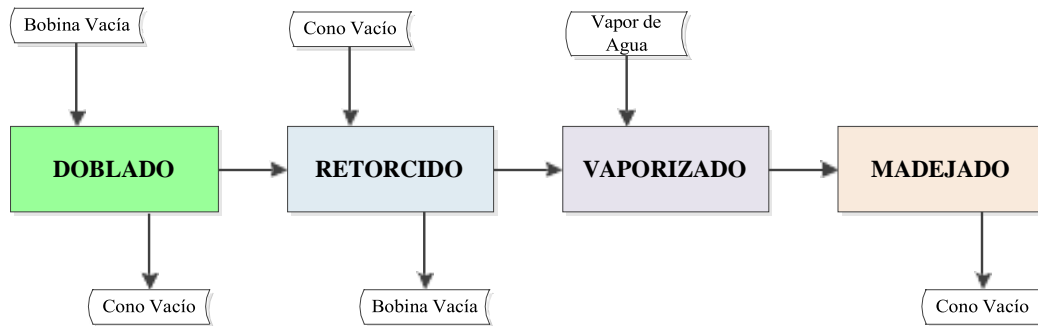 Bobina Vacía
Cono Vacío
Vapor de
Agua
DOBLADO
RETORCIDO
VAPORIZADO
MADEJADO
Cono Vacío
Bobina Vacía
Cono Vacío